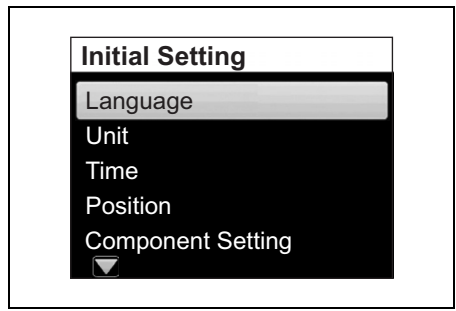 Initial Setting
Language
Unit
Time
Position
Component Setting